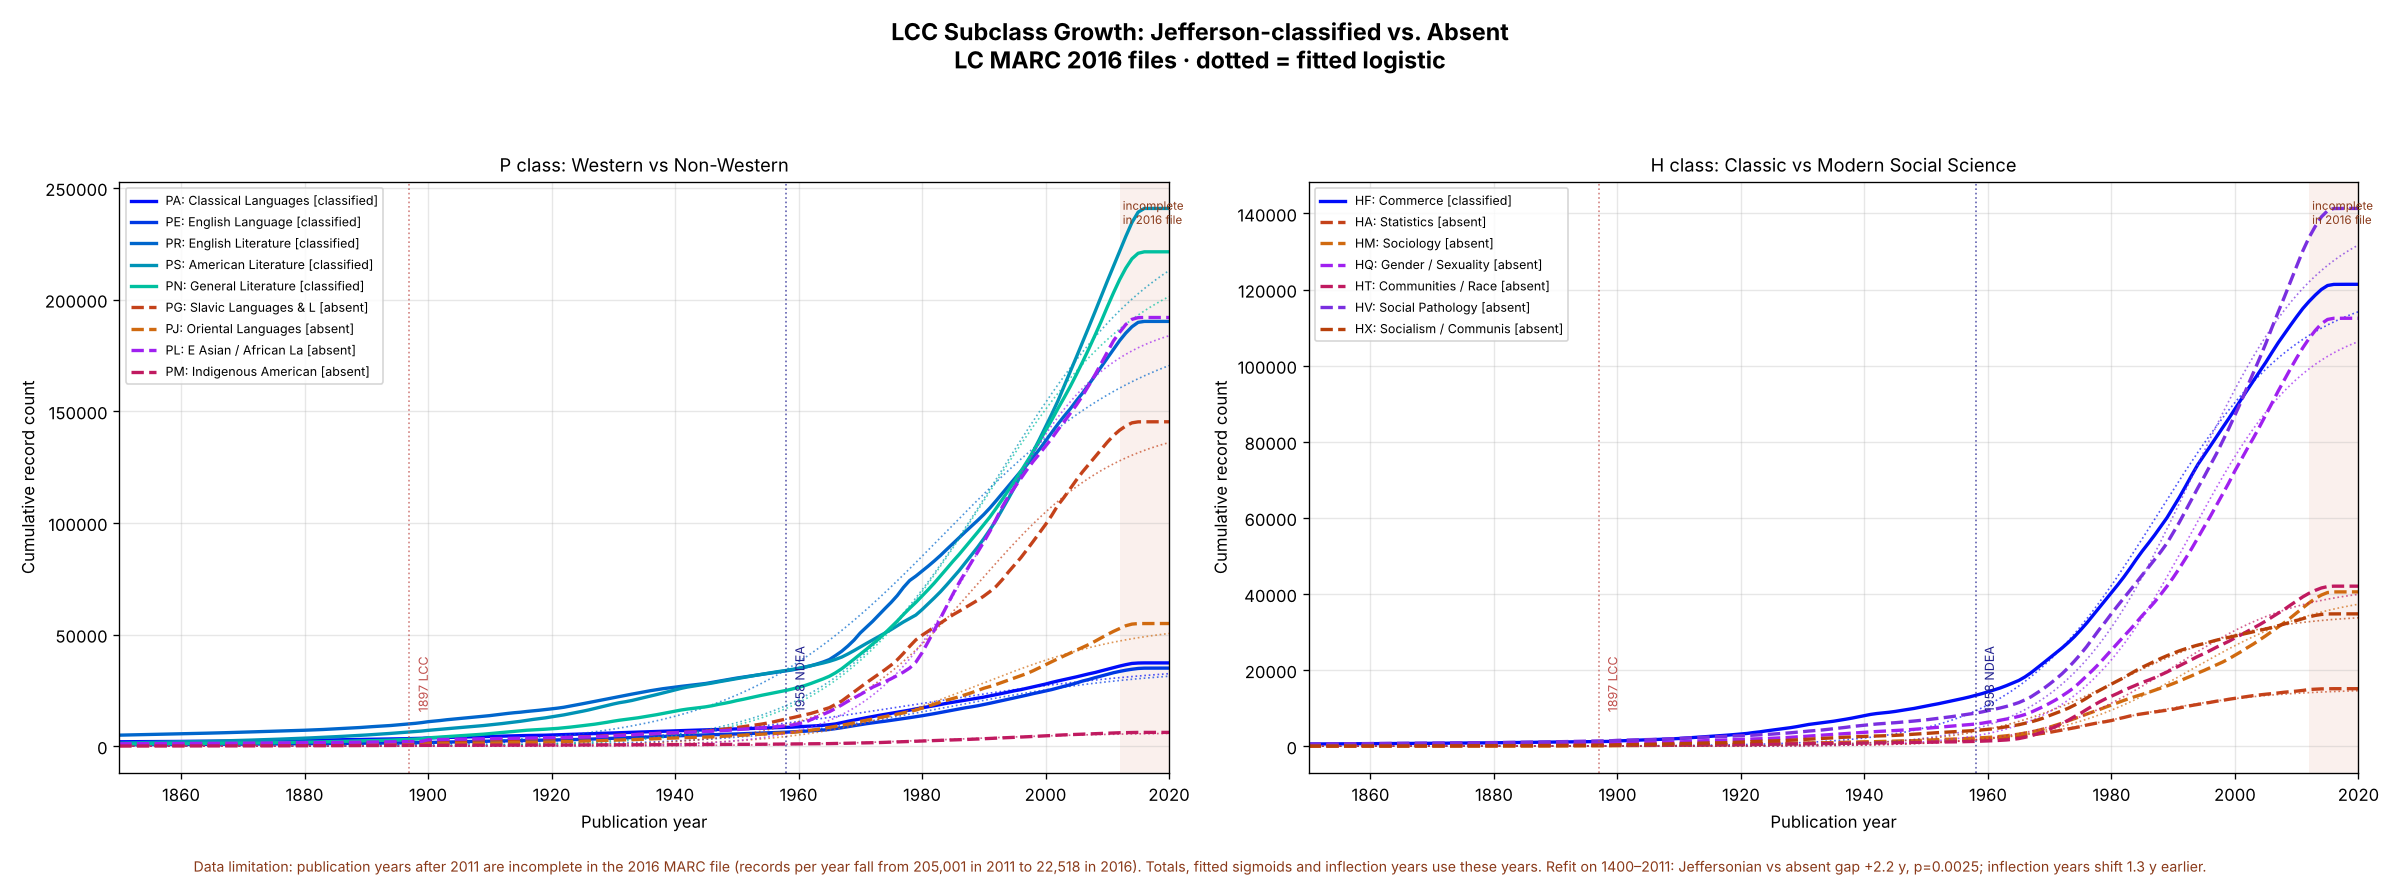 LCC Subclass Growth: Jefferson-classified vs. Absent
LC MARC 2016 files · dotted = fitted logistic
P class: Western vs Non-Western
250000
200000
150000
100000
50000
0
Cumulative record count
PA: Classical Languages [classified]
PE: English Language [classified]
PR: English Literature [classified]
PS: American Literature [classified]
PN: General Literature [classified]
PG: Slavic Languages & L [absent]
PJ: Oriental Languages [absent]
PL: E Asian / African La [absent]
PM: Indigenous American [absent]
incomplete
in 2016 file
1897 LCC
1958 NDEA
1860 1880 1900 1920 1940 1960 1980 2000 2020
Publication year
H class: Classic vs Modern Social Science
140000
120000
100000
80000
60000
40000
20000
0
Cumulative record count
HF: Commerce [classified]
HA: Statistics [absent]
HM: Sociology [absent]
HQ: Gender / Sexuality [absent]
HT: Communities / Race [absent]
HV: Social Pathology [absent]
HX: Socialism / Communis [absent]
incomplete
in 2016 file
1897 LCC
1958 NDEA
1860 1880 1900 1920 1940 1960 1980 2000 2020
Publication year
Data limitation: publication years after 2011 are incomplete in the 2016 MARC file (records per year fall from 205,001 in 2011 to 22,518 in 2016). Totals, fitted sigmoids and inflection years use these years. Refit on 1400–2011: Jeffersonian vs absent gap +2.2 y, p=0.0025; inflection years shift 1.3 y earlier.